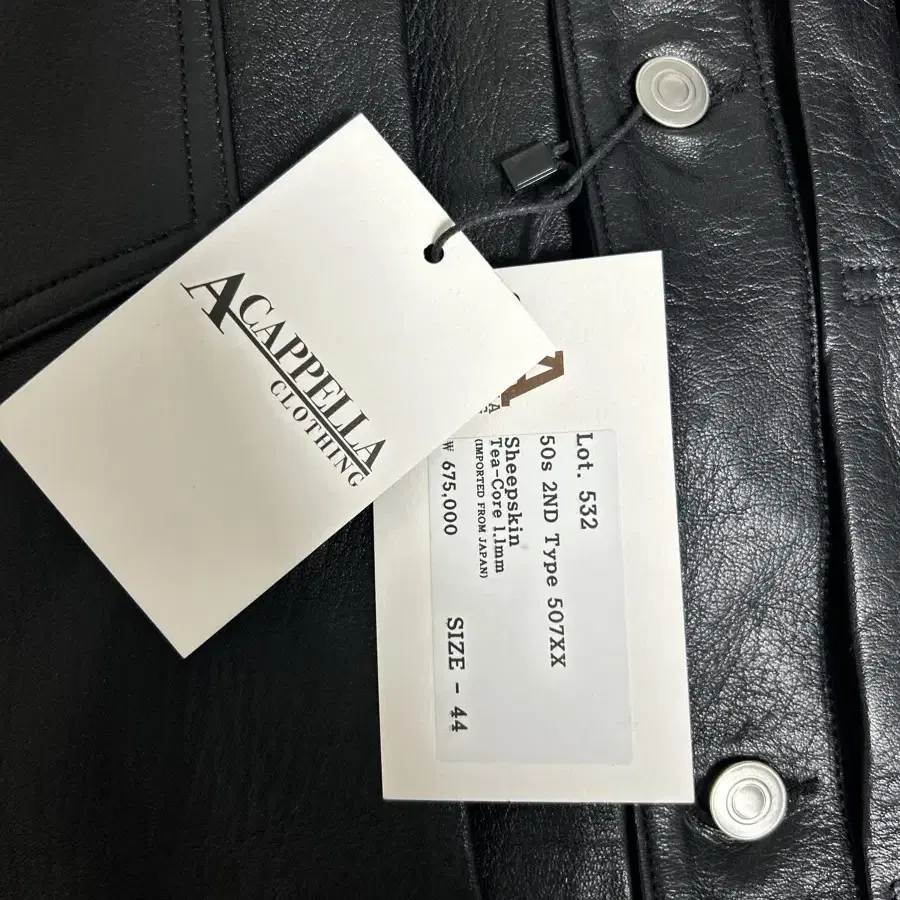 ACAPPELLA
CLOTHING
Lot. 532
50s 2ND Type 507XX
Sheepskin
Tea-Core 1.1mm
(IMPORTED FROM JAPAN)
₩ 675,000 SIZE - 44